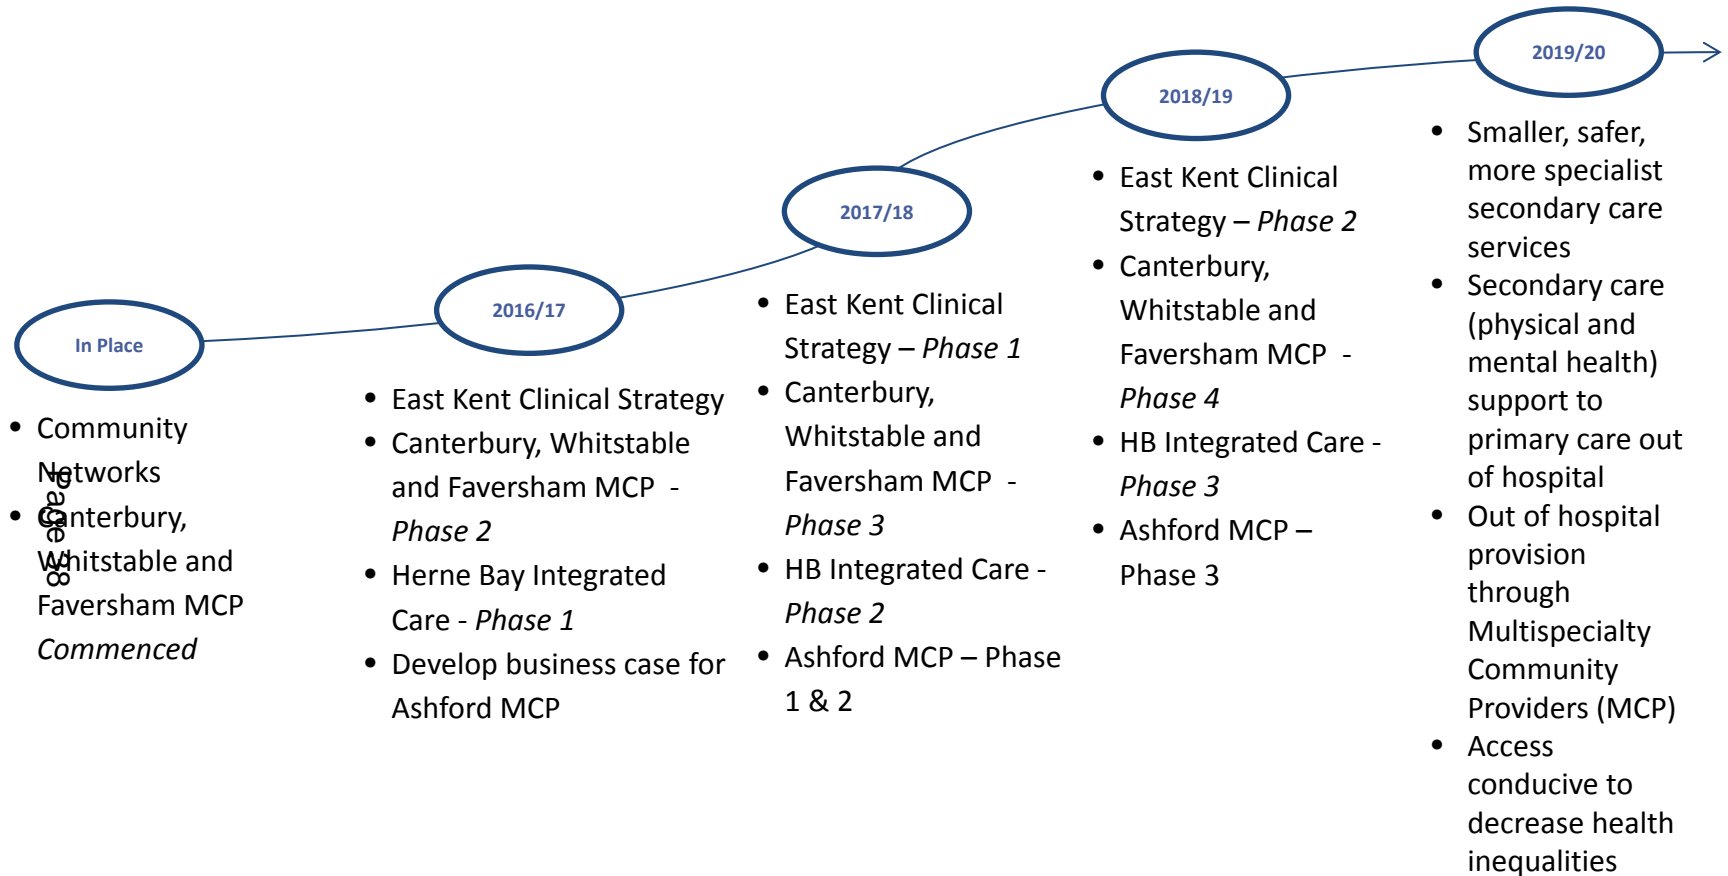 In Place
• Community
Networks
• Canterbury,
Whitstable and
Faversham MCP
Commenced
Page 38
2016/17
• East Kent Clinical Strategy
• Canterbury, Whitstable
and Faversham MCP -
Phase 2
• Herne Bay Integrated
Care - Phase 1
• Develop business case for
Ashford MCP
2017/18
• East Kent Clinical
Strategy – Phase 1
• Canterbury,
Whitstable and
Faversham MCP -
Phase 3
• HB Integrated Care -
Phase 2
• Ashford MCP – Phase
1 & 2
2018/19
• East Kent Clinical
Strategy – Phase 2
• Canterbury,
Whitstable and
Faversham MCP -
Phase 4
• HB Integrated Care -
Phase 3
• Ashford MCP –
Phase 3
2019/20
• Smaller, safer,
more specialist
secondary care
services
• Secondary care
(physical and
mental health)
support to
primary care out
of hospital
• Out of hospital
provision
through
Multispecialty
Community
Providers (MCP)
• Access
conducive to
decrease health
inequalities